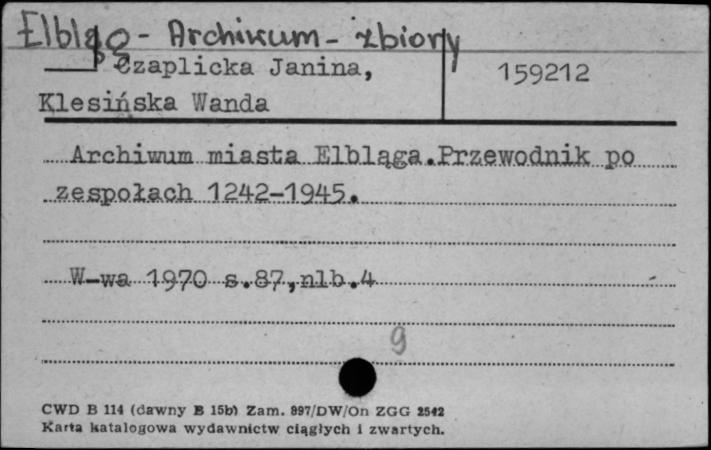 Elbląg - Archiwum - zbiory
Czaplicka Janina,
159212
Klesińska Wanda
Archiwum miasta Elbląga.Przewodnik po
zespołach 1242-1945.
W-wa 1970 s.87,nlb.4
9
CWD B 114 (dawny B 15b) Zam. 897/DW/On ZGG 2542
Karta katalogowa wydawnictw ciągłych i zwartych.